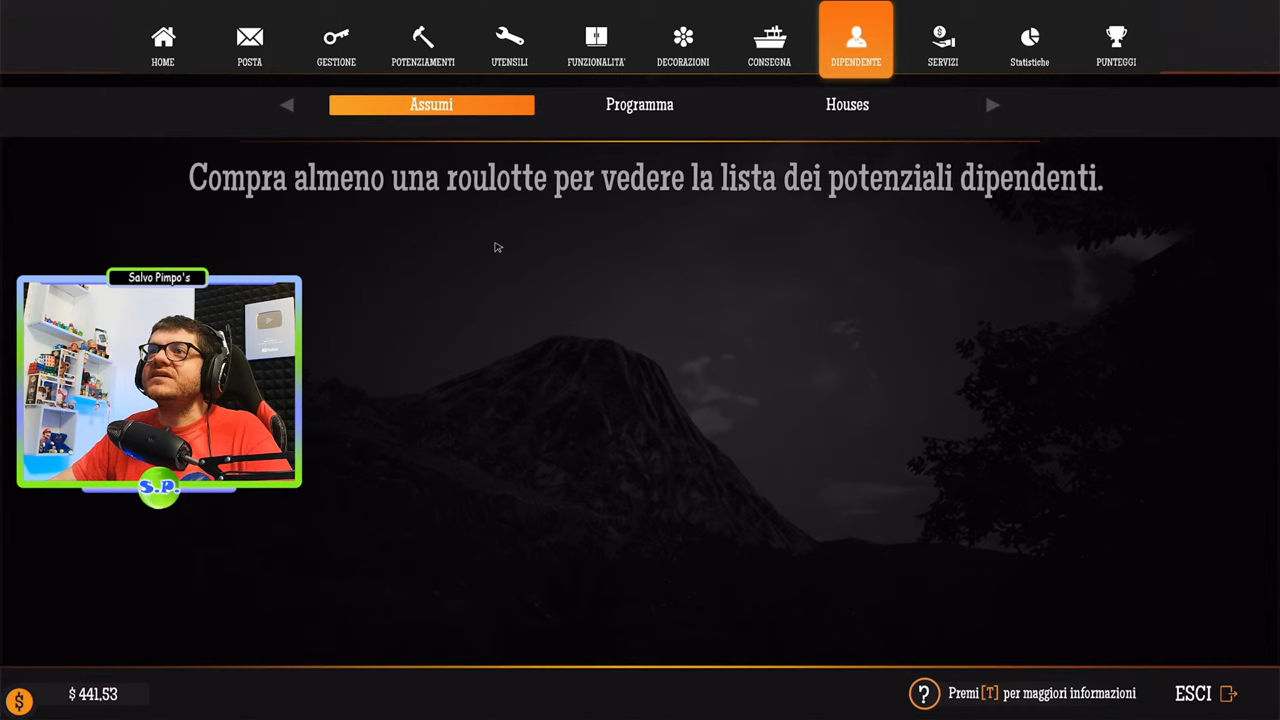 HOME
POSTA
GESTIONE
POTENZIAMENTI
UTENSILI
FUNZIONALITA'
DECORAZIONI
CONSEGNA
DIPENDENTE
SERVIZI
Statistiche
PUNTEGGI
Assumi
Programma
Houses
Compra almeno una roulotte per vedere la lista dei potenziali dipendenti.
Salvo Pimpo's
S.P.
$ 441,53
Premi [T] per maggiori informazioni
ESCI